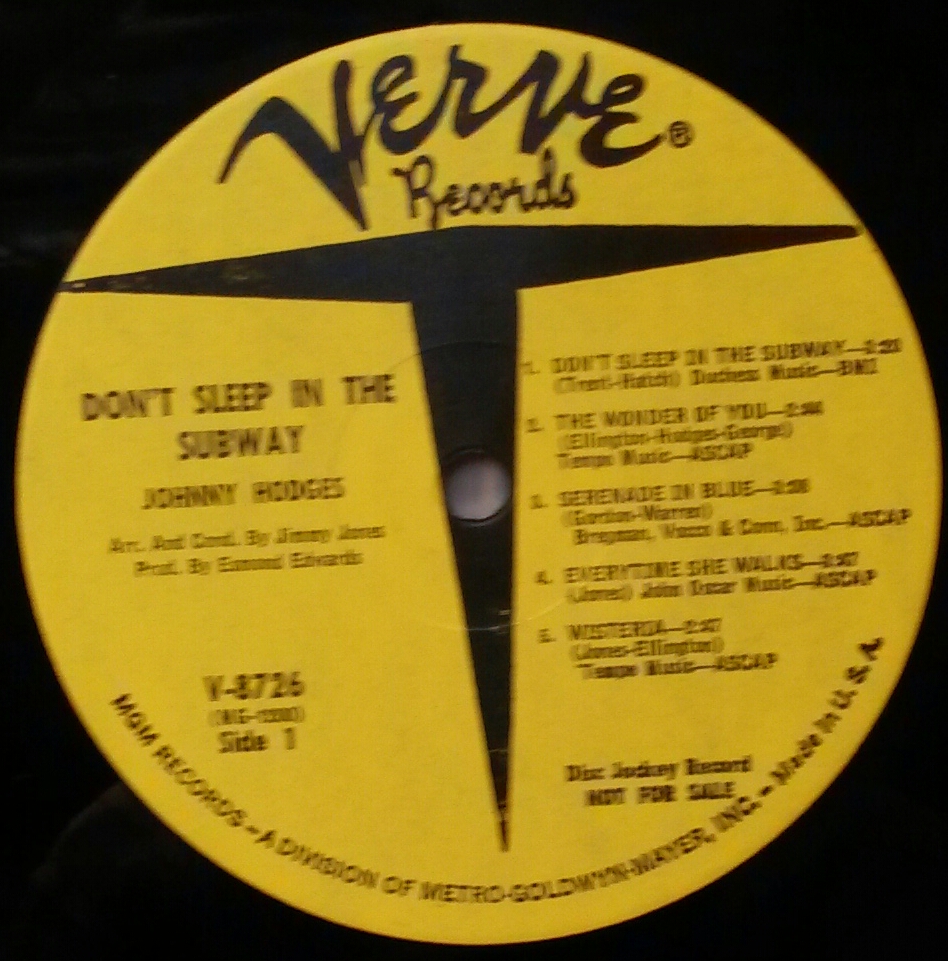 Verve®
Records
DON'T SLEEP IN THE
SUBWAY
JOHNNY HODGES
Arr. And Cond. By Jimmy Jones
Prod. By Esmond Edwards
V-8726
Side 1
1. DON'T SLEEP IN THE SUBWAY—
(Trent-Hatch) Duchess Music—BMI
2. THE WONDER OF YOU—
(Ellington-Hodges-George)
Tempo Music—ASCAP
3. SERENADE IN BLUE—
(Gordon-Warren)
Bregman, Vocco & Conn, Inc.—ASCAP
4. EVERYTIME SHE WALKS—
(Jones) John Oscar Music—ASCAP
5. WISTERIA—
(Jones-Ellington)
Tempo Music—ASCAP
Disc Jockey Record
NOT FOR SALE
MGM RECORDS—A DIVISION OF METRO-GOLDWYN-MAYER, INC.—Made in U.S.A.